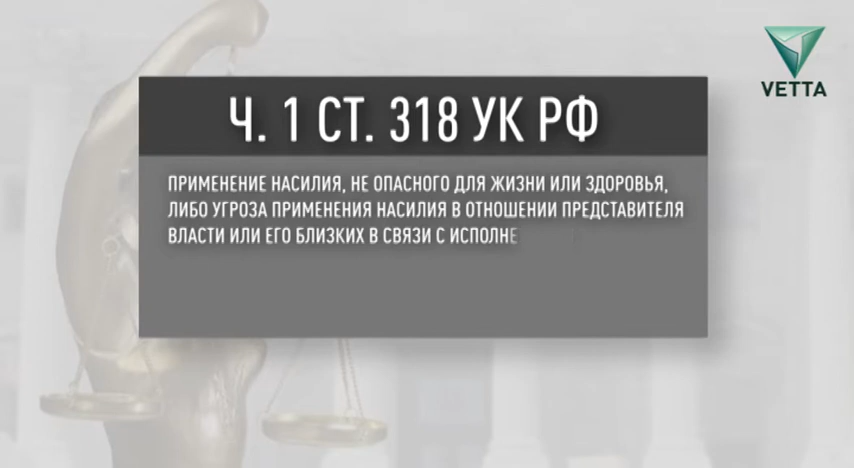 VETTA
Ч. 1 СТ. 318 УК РФ
ПРИМЕНЕНИЕ НАСИЛИЯ, НЕ ОПАСНОГО ДЛЯ ЖИЗНИ ИЛИ ЗДОРОВЬЯ,
ЛИБО УГРОЗА ПРИМЕНЕНИЯ НАСИЛИЯ В ОТНОШЕНИИ ПРЕДСТАВИТЕЛЯ
ВЛАСТИ ИЛИ ЕГО БЛИЗКИХ В СВЯЗИ С ИСПОЛНЕ